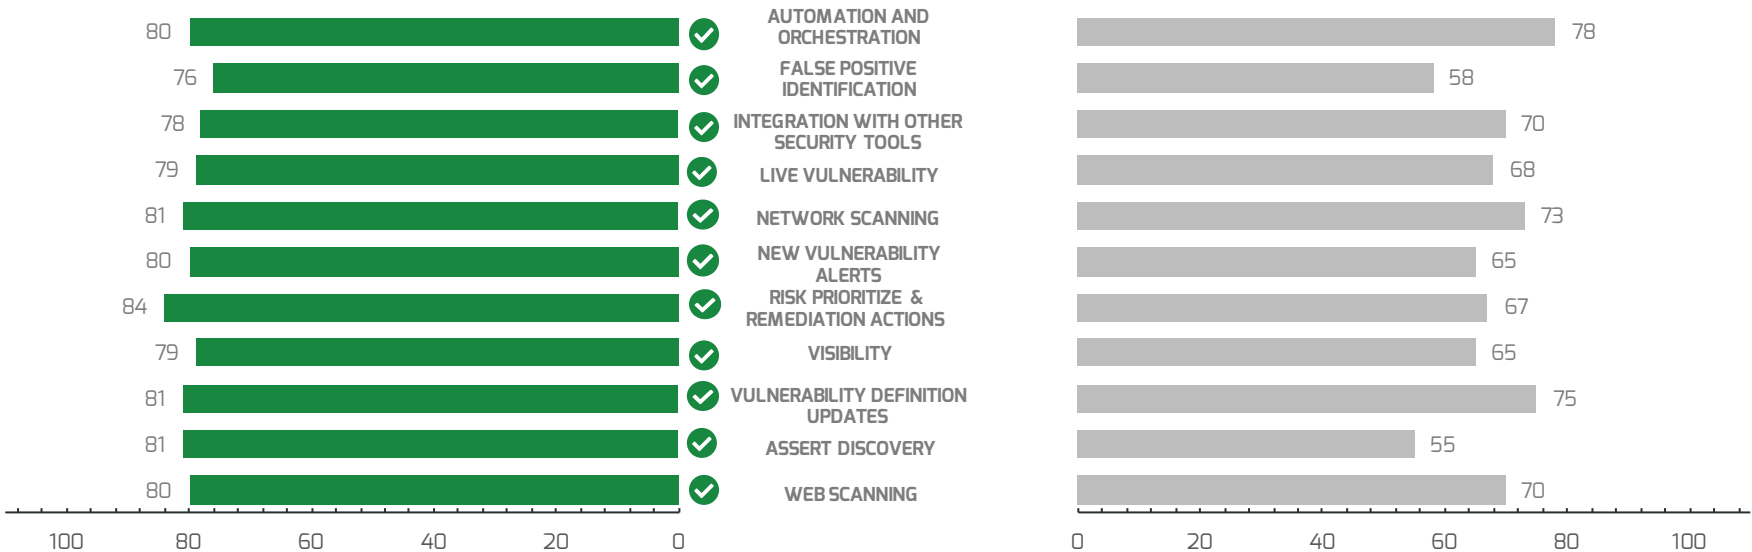 80
AUTOMATION AND
ORCHESTRATION
78
76
FALSE POSITIVE
IDENTIFICATION
58
78
INTEGRATION WITH OTHER
SECURITY TOOLS
70
79
LIVE VULNERABILITY
68
81
NETWORK SCANNING
73
80
NEW VULNERABILITY
ALERTS
65
84
RISK PRIORITIZE &
REMEDIATION ACTIONS
67
79
VISIBILITY
65
81
VULNERABILITY DEFINITION
UPDATES
75
81
ASSERT DISCOVERY
55
80
WEB SCANNING
70
100 80 60 40 20 0
0 20 40 60 80 100